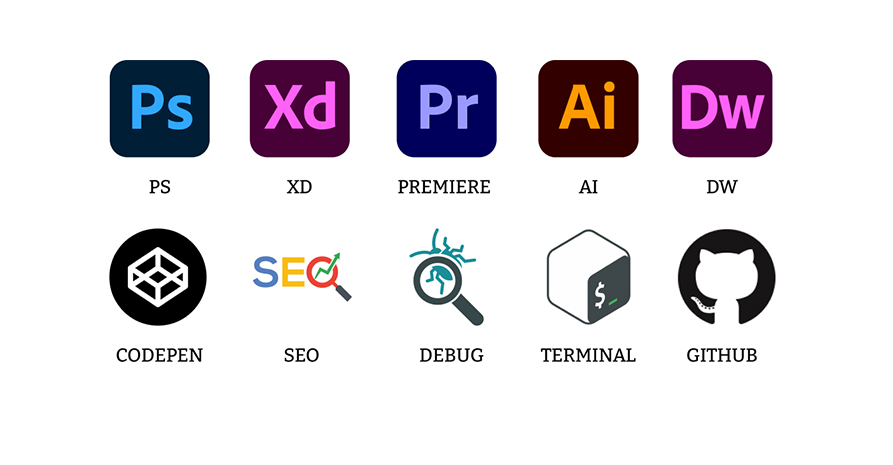 Ps Xd Pr Ai Dw
PS XD PREMIERE AI DW
SEO $_
CODEPEN SEO DEBUG TERMINAL GITHUB